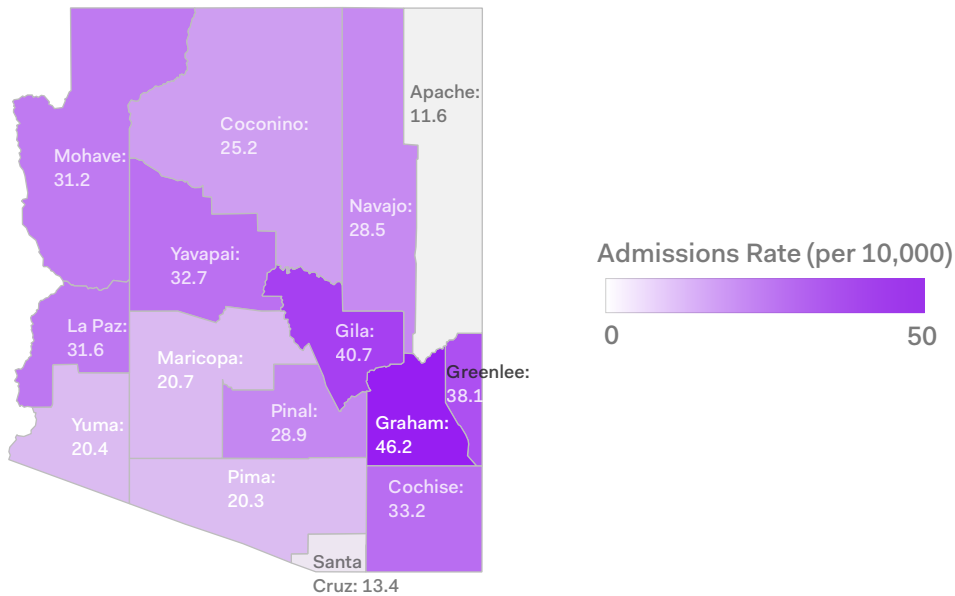 Apache:
11.6
Coconino:
25.2
Mohave:
31.2
Navajo:
28.5
Yavapai:
32.7
Admissions Rate (per 10,000)
0
50
La Paz:
31.6
Gila:
40.7
Maricopa:
20.7
Greenlee:
38.1
Pinal:
28.9
Graham:
46.2
Yuma:
20.4
Pima:
20.3
Cochise:
33.2
Santa
Cruz: 13.4